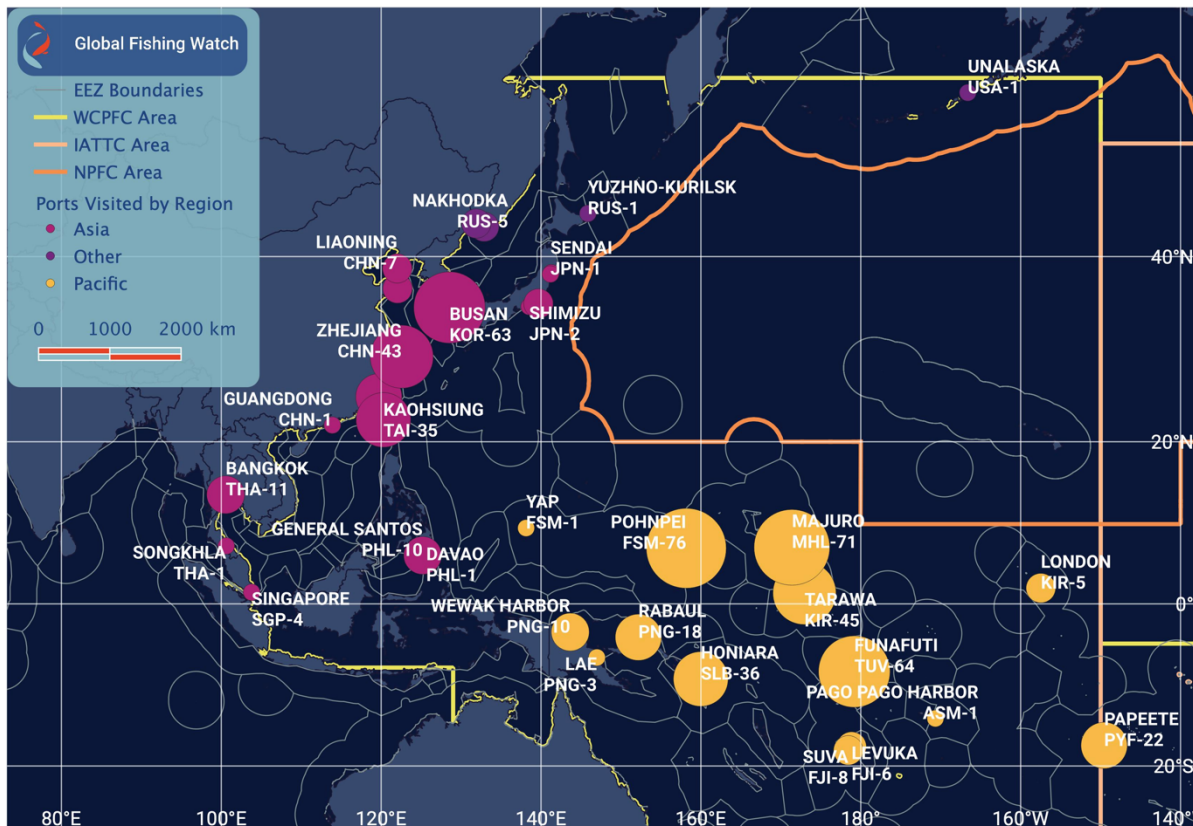 Global Fishing Watch
EEZ Boundaries
WCPFC Area
IATTC Area
NPFC Area
Ports Visited by Region
Asia
Other
Pacific
0 1000 2000 km
UNALASKA
USA-1
NAKHODKA
RUS-5
YUZHNO-KURILSK
RUS-1
LIAONING
CHN-7
SENDAI
JPN-1
40°N
BUSAN
KOR-63
SHIMIZU
JPN-2
ZHEJIANG
CHN-43
GUANGDONG
CHN-1
KAOHSIUNG
TAI-35
20°N
BANGKOK
THA-11
YAP
FSM-1
POHNPEI
FSM-76
MAJURO
MHL-71
GENERAL SANTOS
PHL-10
DAVAO
PHL-1
SONGKHLA
THA-1
LONDON
KIR-5
SINGAPORE
SGP-4
TARAWA
KIR-45
0°
WEWAK HARBOR
PNG-10
RABAUL
PNG-18
HONIARA
SLB-36
FUNAFUTI
TUV-64
LAE
PNG-3
PAGO PAGO HARBOR
ASM-1
PAPEETE
PYF-22
SUVA
FJI-8
LEVUKA
FJI-6
20°S
80°E 100°E 120°E 140°E 160°E 180° 160°W 140°